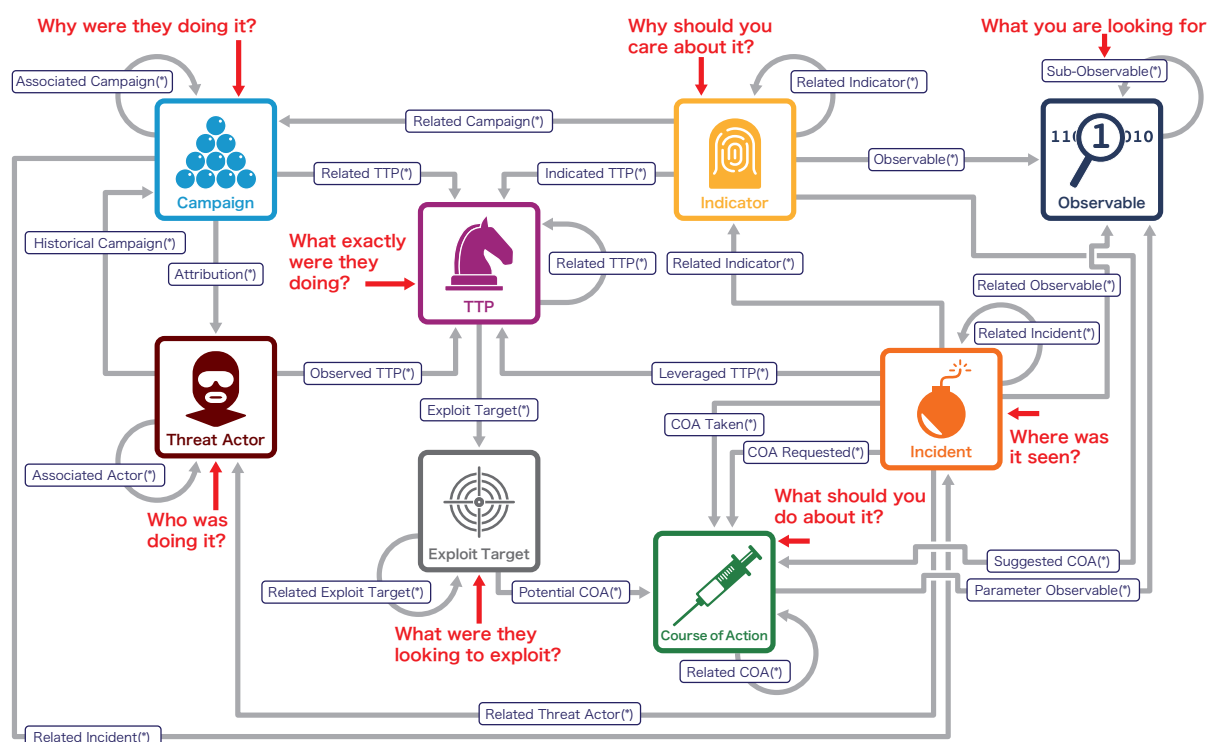 Why were they doing it?
Why should you
care about it?
What you are looking for
Associated Campaign(*)
Related Indicator(*)
Sub-Observable(*)
Related Campaign(*)
110
1
010
Observable(*)
Related TTP(*)
Indicated TTP(*)
Campaign
Indicator
Observable
Historical Campaign(*)
What exactly
were they
doing?
Attribution(*)
Related TTP(*)
Related Indicator(*)
Related Observable(*)
TTP
Related Incident(*)
Observed TTP(*)
Leveraged TTP(*)
Exploit Target(*)
COA Taken(*)
Threat Actor
COA Requested(*)
Incident
Where was
it seen?
Associated Actor(*)
What should you
do about it?
Who was
doing it?
Exploit Target
Suggested COA(*)
Related Exploit Target(*)
Potential COA(*)
Parameter Observable(*)
What were they
looking to exploit?
Course of Action
Related COA(*)
Related Threat Actor(*)
Related Incident(*)